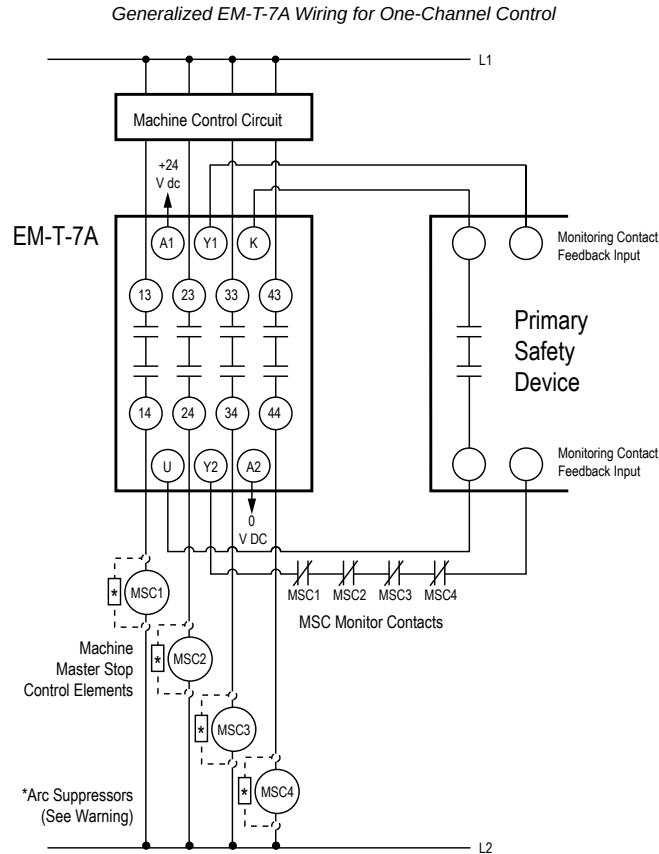 Generalized EM-T-7A Wiring for One-Channel Control
L1
Machine Control Circuit
+24
V dc
EM-T-7A
A1
Y1
K
Monitoring Contact
Feedback Input
13
23
33
43
Primary
Safety
Device
14
24
34
44
U
Y2
A2
Monitoring Contact
Feedback Input
0
V DC
MSC1
MSC2
MSC3
MSC4
MSC Monitor Contacts
*
MSC1
Machine
Master Stop
Control Elements
*
MSC2
*
MSC3
*
MSC4
*Arc Suppressors
(See Warning)
L2